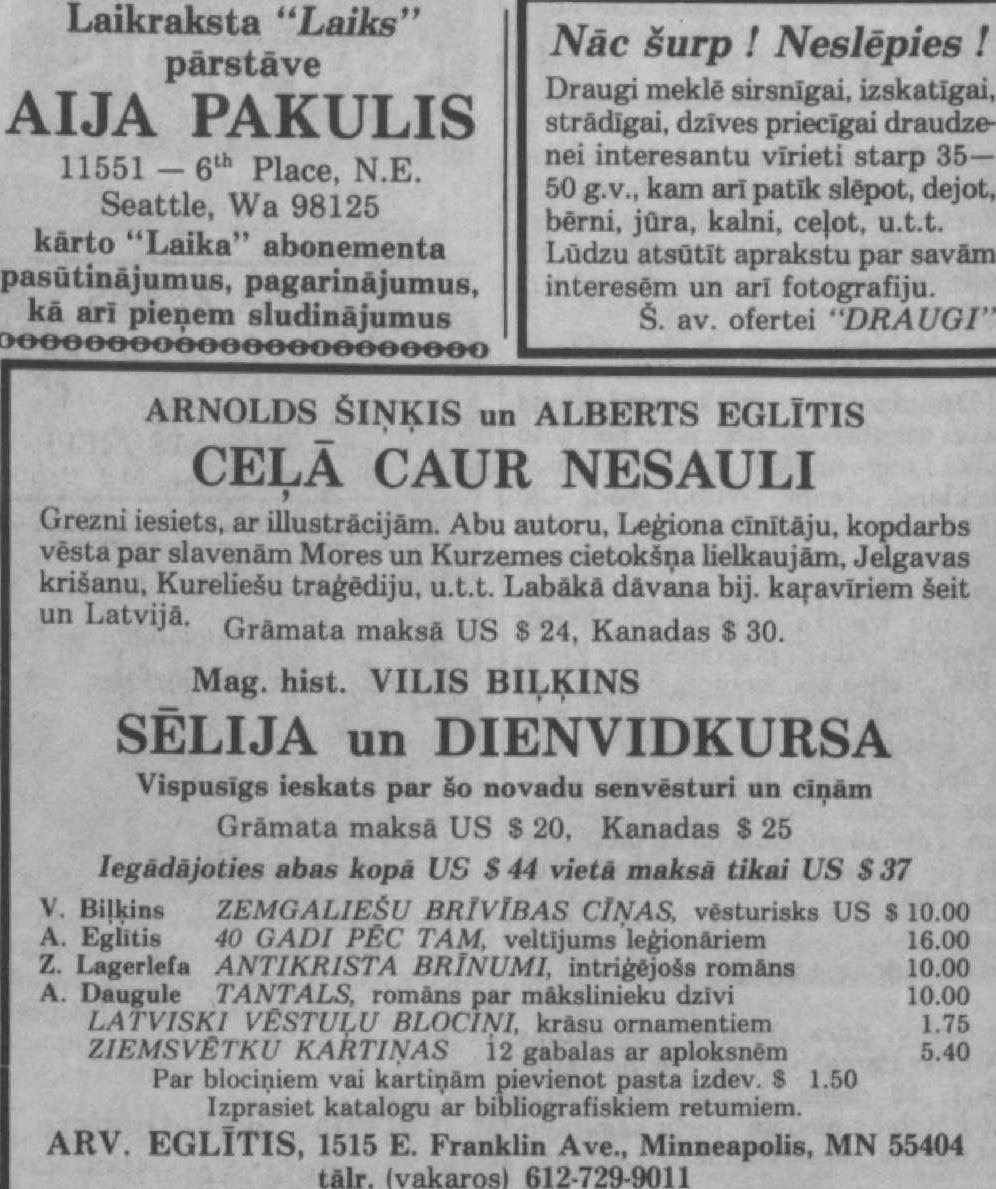 Laikraksta “Laiks”
pārstāve
AIJA PAKULIS
11551 — 6th Place, N.E.
Seattle, Wa 98125
kārto “Laika” abonementa
pasūtinājumus, pagarinājumus,
kā arī pieņem sludinājumus
Nāc šurp ! Neslēpies !
Draugi meklē sirsnīgai, izskatīgai,
strādīgai, dzīves priecīgai draudze-
nei interesantu vīrieti starp 35—
50 g.v., kam arī patīk slēpot, dejot,
bērni, jūra, kalni, ceļot, u.t.t.
Lūdzu atsūtīt aprakstu par savām
interesēm un arī fotografiju.
Š. av. ofertei “DRAUGI”
ARNOLDS ŠIŅĶIS un ALBERTS EGLĪTIS
CEĻĀ CAUR NESAULI
Grezni iesiets, ar illustrācijām. Abu autoru, Leģiona cīnītāju, kopdarbs
vēsta par slavenām Mores un Kurzemes cietokšņa lielkaujām, Jelgavas
krišanu, Kureliešu traģēdiju, u.t.t. Labākā dāvana bij. kaŗavīriem šeit
un Latvijā. Grāmata maksā US $ 24, Kanadas $ 30.
Mag. hist. VILIS BIĻĶINS
SĒLIJA un DIENVIDKURSA
Vispusīgs ieskats par šo novadu senvēsturi un cīņām
Grāmata maksā US $ 20, Kanadas $ 25
Iegādājoties abas kopā US $ 44 vietā maksā tikai US $ 37
V. Biļķins ZEMGALIEŠU BRĪVĪBAS CĪŅAS, vēsturisks US $ 10.00
A. Eglītis 40 GADI PĒC TAM, veltījums leģionāriem 16.00
Z. Lagerlefa ANTIKRISTA BRĪNUMI, intriģējošs romāns 10.00
A. Daugule TANTALS, romāns par mākslinieku dzīvi 10.00
LATVISKI VĒSTUĻU BLOCIŅI, krāsu ornamentiem 1.75
ZIEMSVĒTKU KARTIŅAS 12 gabalas ar aploksnēm 5.40
Par blociņiem vai kartiņām pievienot pasta izdev. $ 1.50
Izprasiet katalogu ar bibliografiskiem retumiem.
ARV. EGLĪTIS, 1515 E. Franklin Ave., Minneapolis, MN 55404
tālr. (vakaros) 612-729-9011